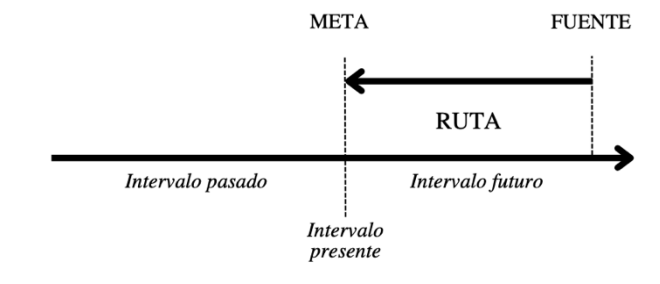 META FUENTE
RUTA
Intervalo pasado Intervalo futuro
Intervalo
presente